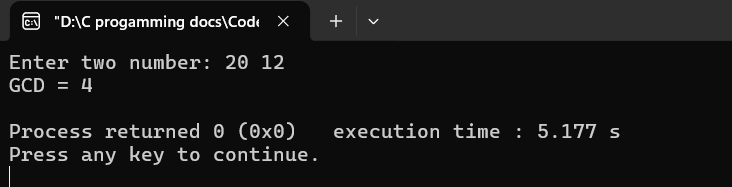 "D:\C progamming docs\Code
Enter two number: 20 12
GCD = 4
Process returned 0 (0x0)   execution time : 5.177 s
Press any key to continue.